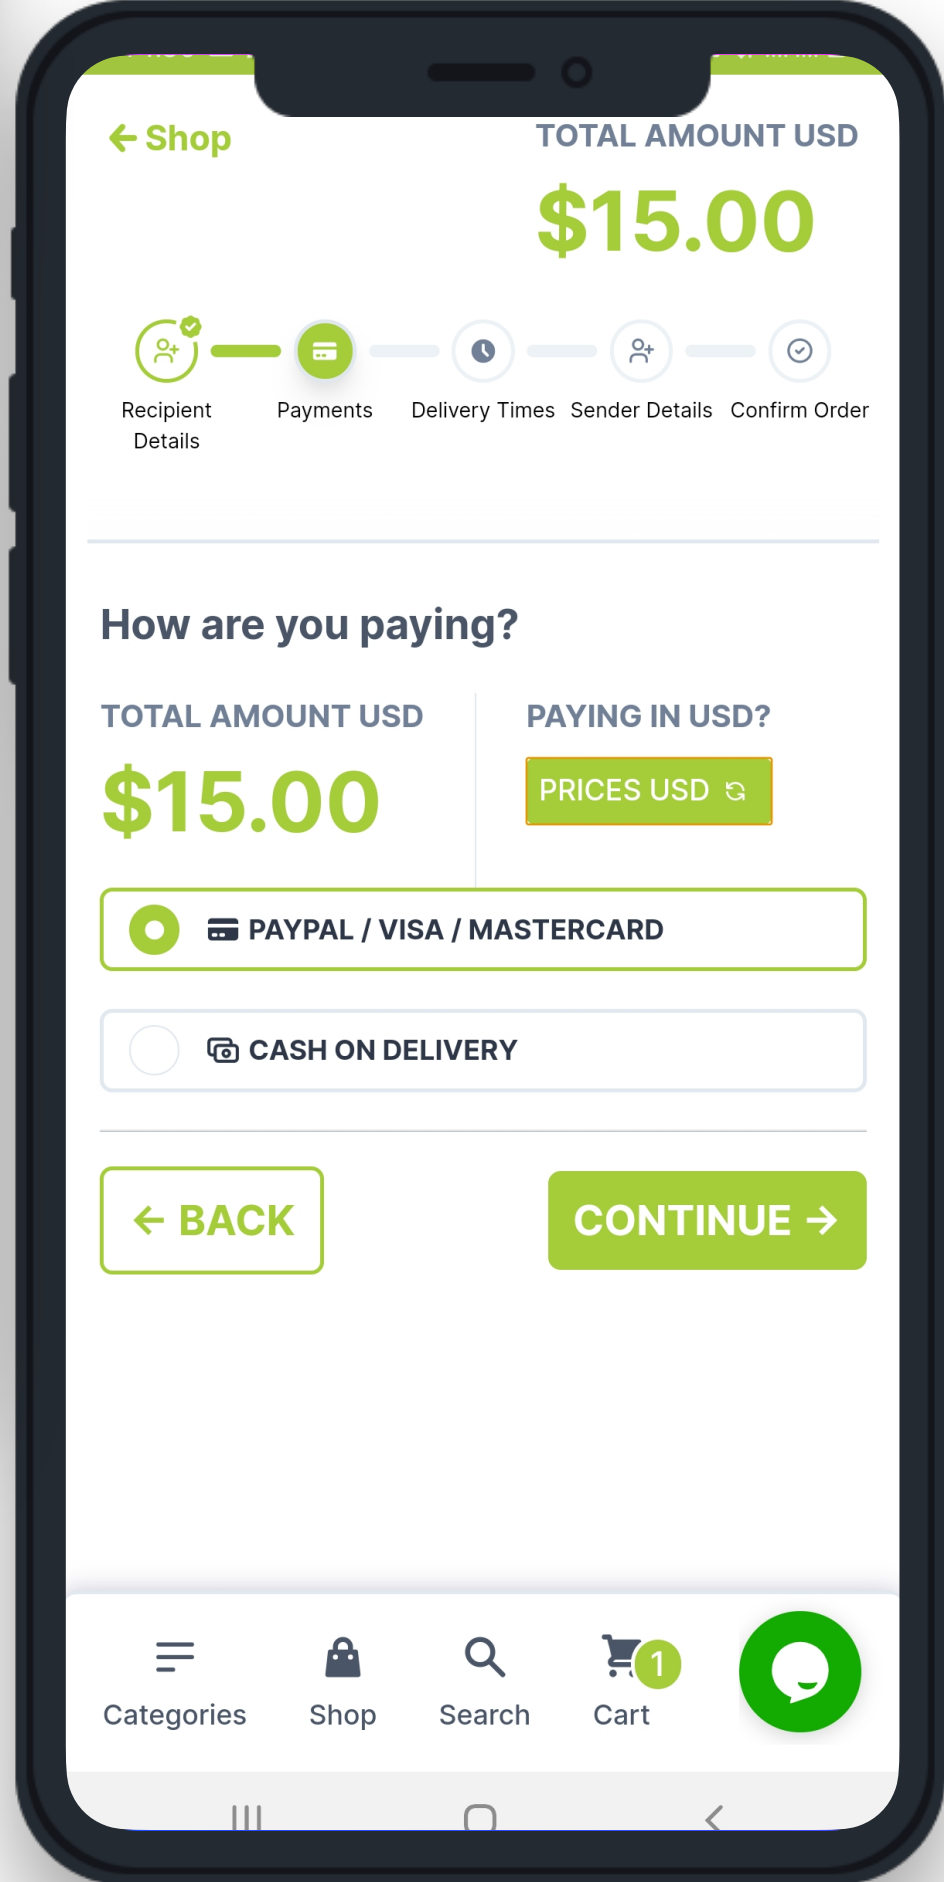 Shop
TOTAL AMOUNT USD
$15.00
Recipient Details
Payments
Delivery Times
Sender Details
Confirm Order
How are you paying?
TOTAL AMOUNT USD
$15.00
PAYING IN USD?
PRICES USD
PAYPAL / VISA / MASTERCARD
CASH ON DELIVERY
BACK
CONTINUE
Categories
Shop
Search
1
Cart